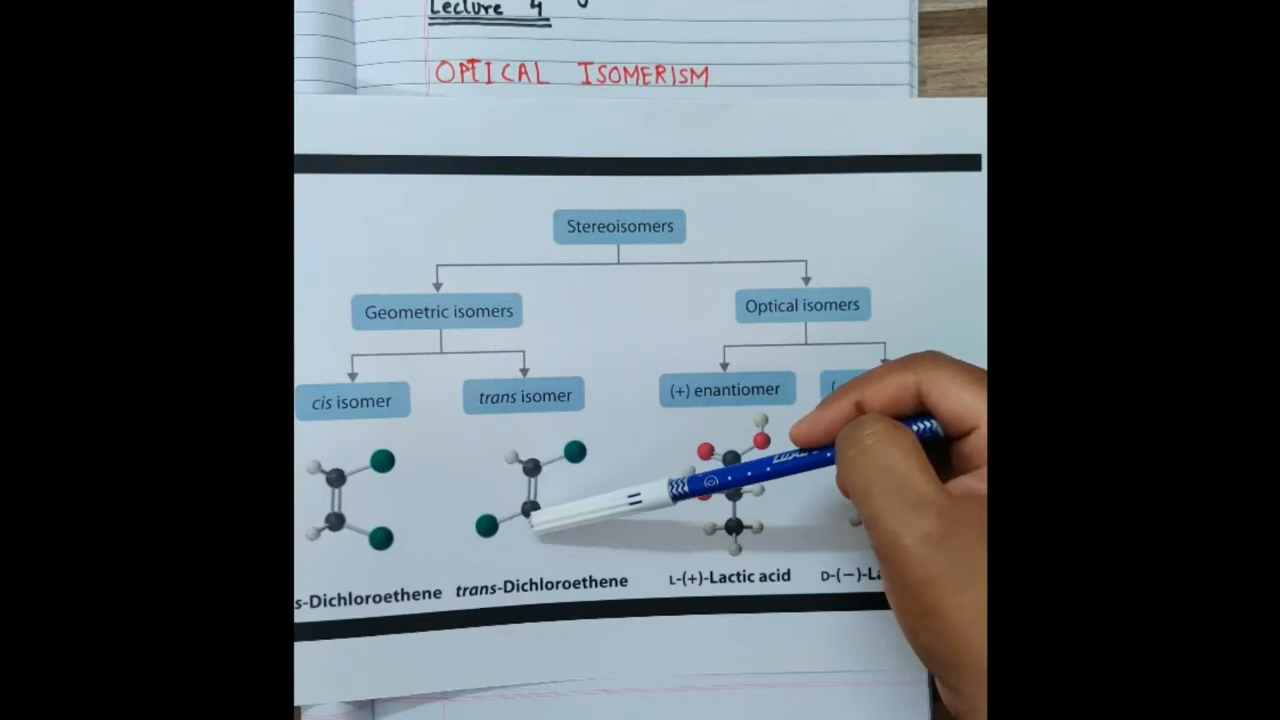 Lecture 4
OPTICAL ISOMERISM
Stereoisomers
Geometric isomers
Optical isomers
cis isomer
trans isomer
(+) enantiomer
s-Dichloroethene
trans-Dichloroethene
L-(+)-Lactic acid
D-(−)-La